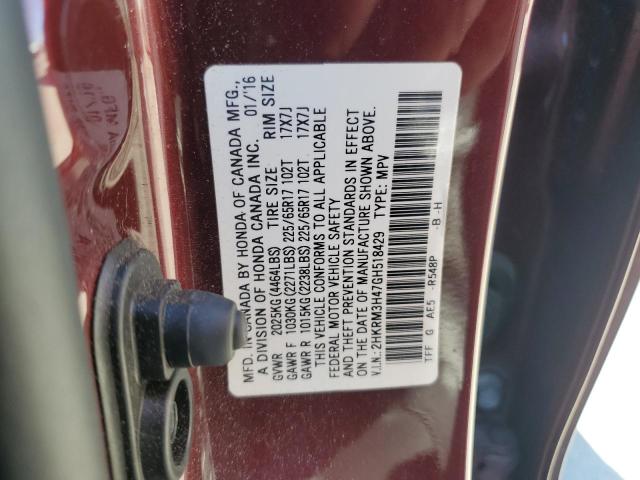 MFD. IN CANADA BY HONDA OF CANADA MFG.,
A DIVISION OF HONDA CANADA INC. 01/'16
GVWR 2025KG(4464LBS) TIRE SIZE RIM SIZE
GAWR F 1030KG(2271LBS) 225/65R17 102T 17X7J
GAWR R 1015KG(2238LBS) 225/65R17 102T 17X7J
THIS VEHICLE CONFORMS TO ALL APPLICABLE
FEDERAL MOTOR VEHICLE SAFETY
AND THEFT PREVENTION STANDARDS IN EFFECT
ON THE DATE OF MANUFACTURE SHOWN ABOVE.
V.I.N.: 2HKRM3H47GH518429 TYPE: MPV
TFF G AE5 -R548P -B -H